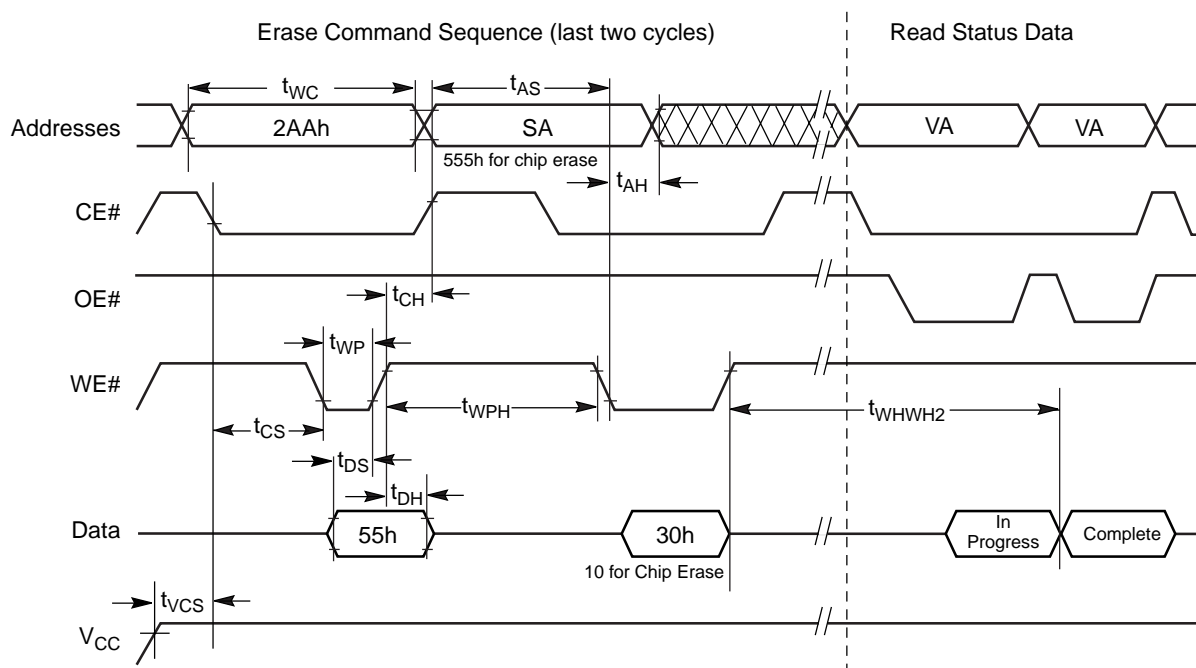 Erase Command Sequence (last two cycles)
Read Status Data
tWC
tAS
Addresses
2AAh
SA
VA
VA
555h for chip erase
tAH
CE#
OE#
tCH
tWP
WE#
tWPH
tWHWH2
tCS
tDS
tDH
Data
55h
30h
In
Progress
Complete
10 for Chip Erase
tVCS
VCC